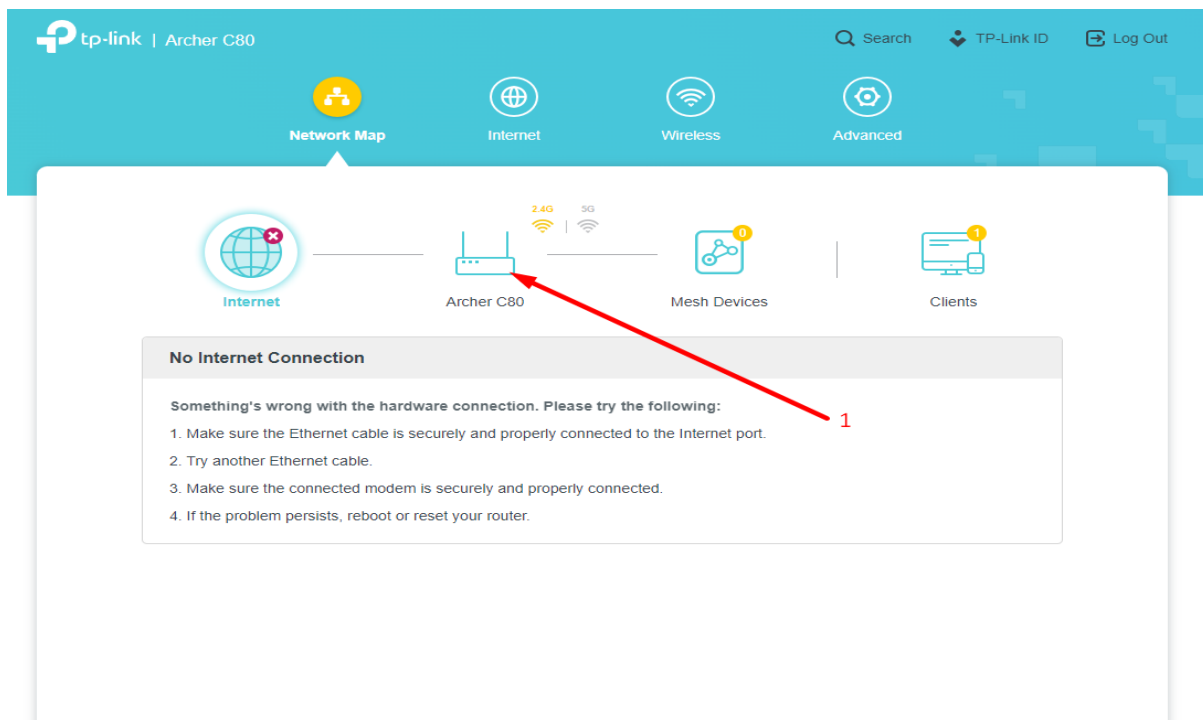 tp-link | Archer C80
Search
TP-Link ID
Log Out
Network Map
Internet
Wireless
Advanced
2.4G
5G
0
1
Internet
Archer C80
Mesh Devices
Clients
No Internet Connection
Something's wrong with the hardware connection. Please try the following:
1. Make sure the Ethernet cable is securely and properly connected to the Internet port.
1
2. Try another Ethernet cable.
3. Make sure the connected modem is securely and properly connected.
4. If the problem persists, reboot or reset your router.